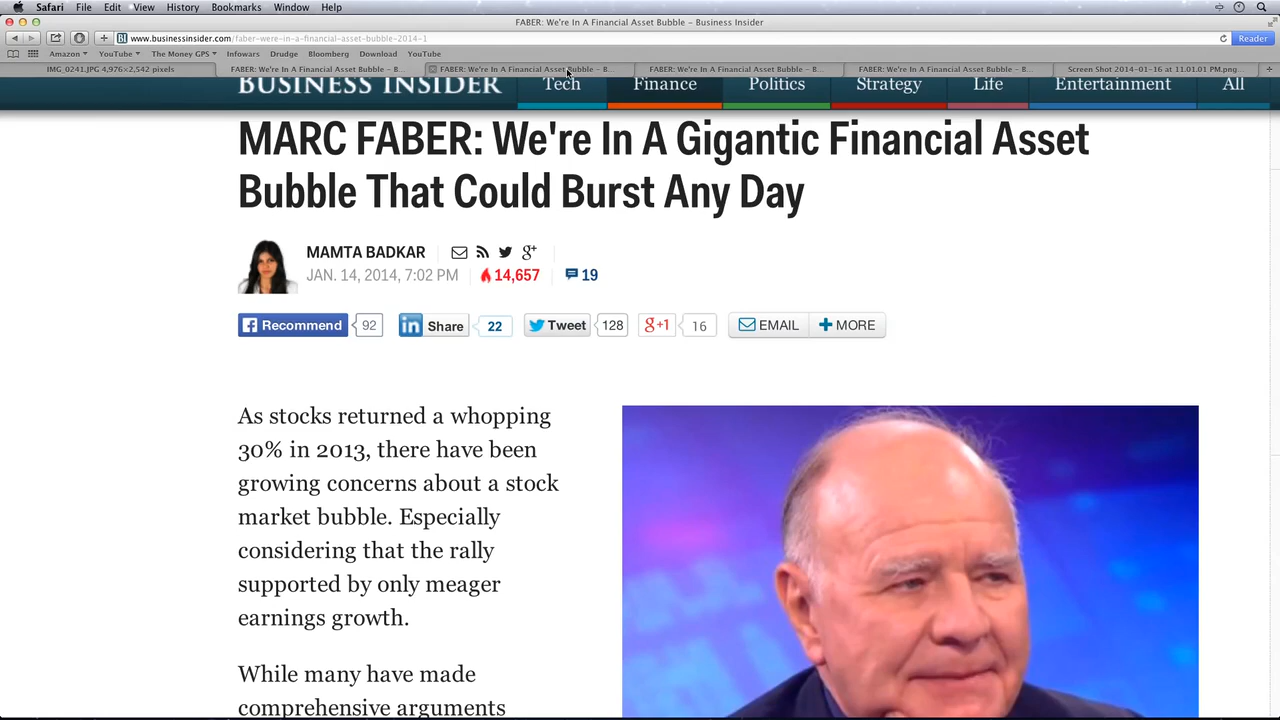 Safari File Edit View History Bookmarks Window Help
FABER: We're In A Financial Asset Bubble – Business Insider
www.businessinsider.com/faber-were-in-a-financial-asset-bubble-2014-1 Reader
Amazon YouTube The Money GPS Infowars Drudge Bloomberg Download YouTube
IMG_0241.JPG 4,976×2,542 pixels FABER: We're In A Financial Asset Bubble – B... FABER: We're In A Financial Asset Bubble – B... FABER: We're In A Financial Asset Bubble – B... FABER: We're In A Financial Asset Bubble – B... Screen Shot 2014-01-16 at 11.01.01 PM.png...
BUSINESS INSIDER Tech Finance Politics Strategy Life Entertainment All
MARC FABER: We're In A Gigantic Financial Asset
Bubble That Could Burst Any Day
MAMTA BADKAR
JAN. 14, 2014, 7:02 PM 14,657 19
Recommend 92 Share 22 Tweet 128 g+1 16 EMAIL + MORE
As stocks returned a whopping
30% in 2013, there have been
growing concerns about a stock
market bubble. Especially
considering that the rally
supported by only meager
earnings growth.
While many have made
comprehensive arguments